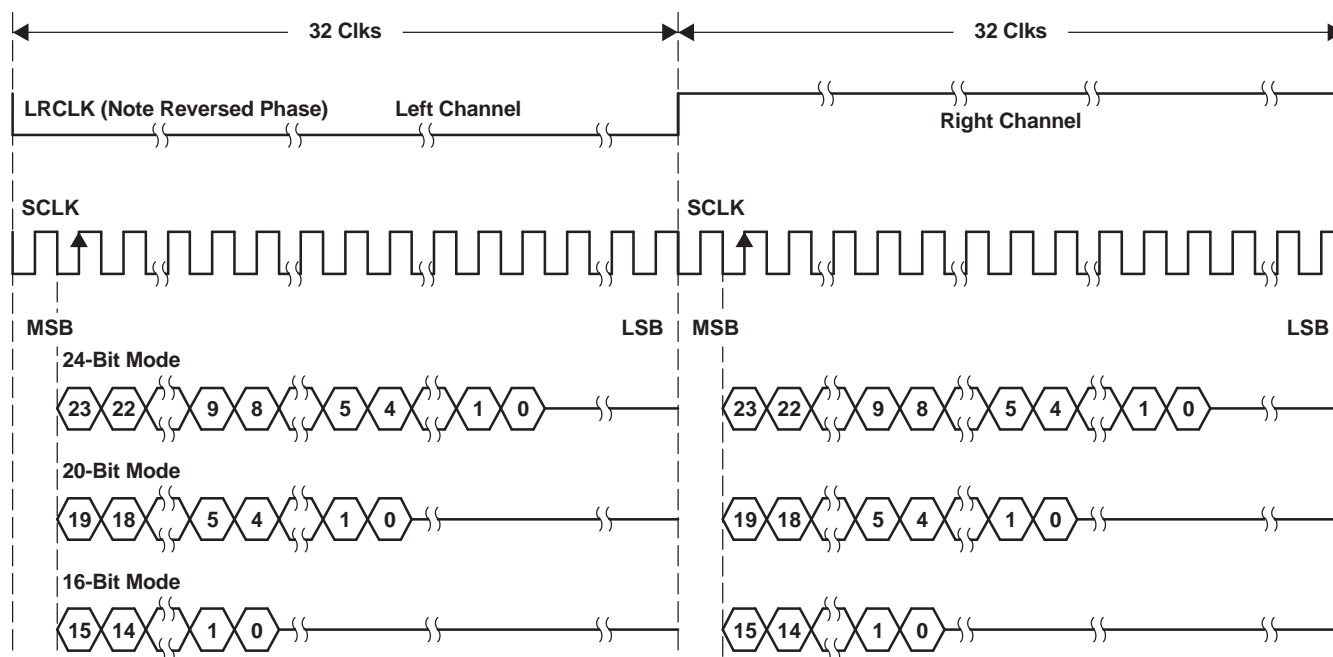 32 Clks 32 Clks
LRCLK (Note Reversed Phase) Left Channel
Right Channel
SCLK SCLK
MSB LSB MSB LSB
24-Bit Mode
23 22 9 8 5 4 1 0 23 22 9 8 5 4 1 0
20-Bit Mode
19 18 5 4 1 0 19 18 5 4 1 0
16-Bit Mode
15 14 1 0 15 14 1 0